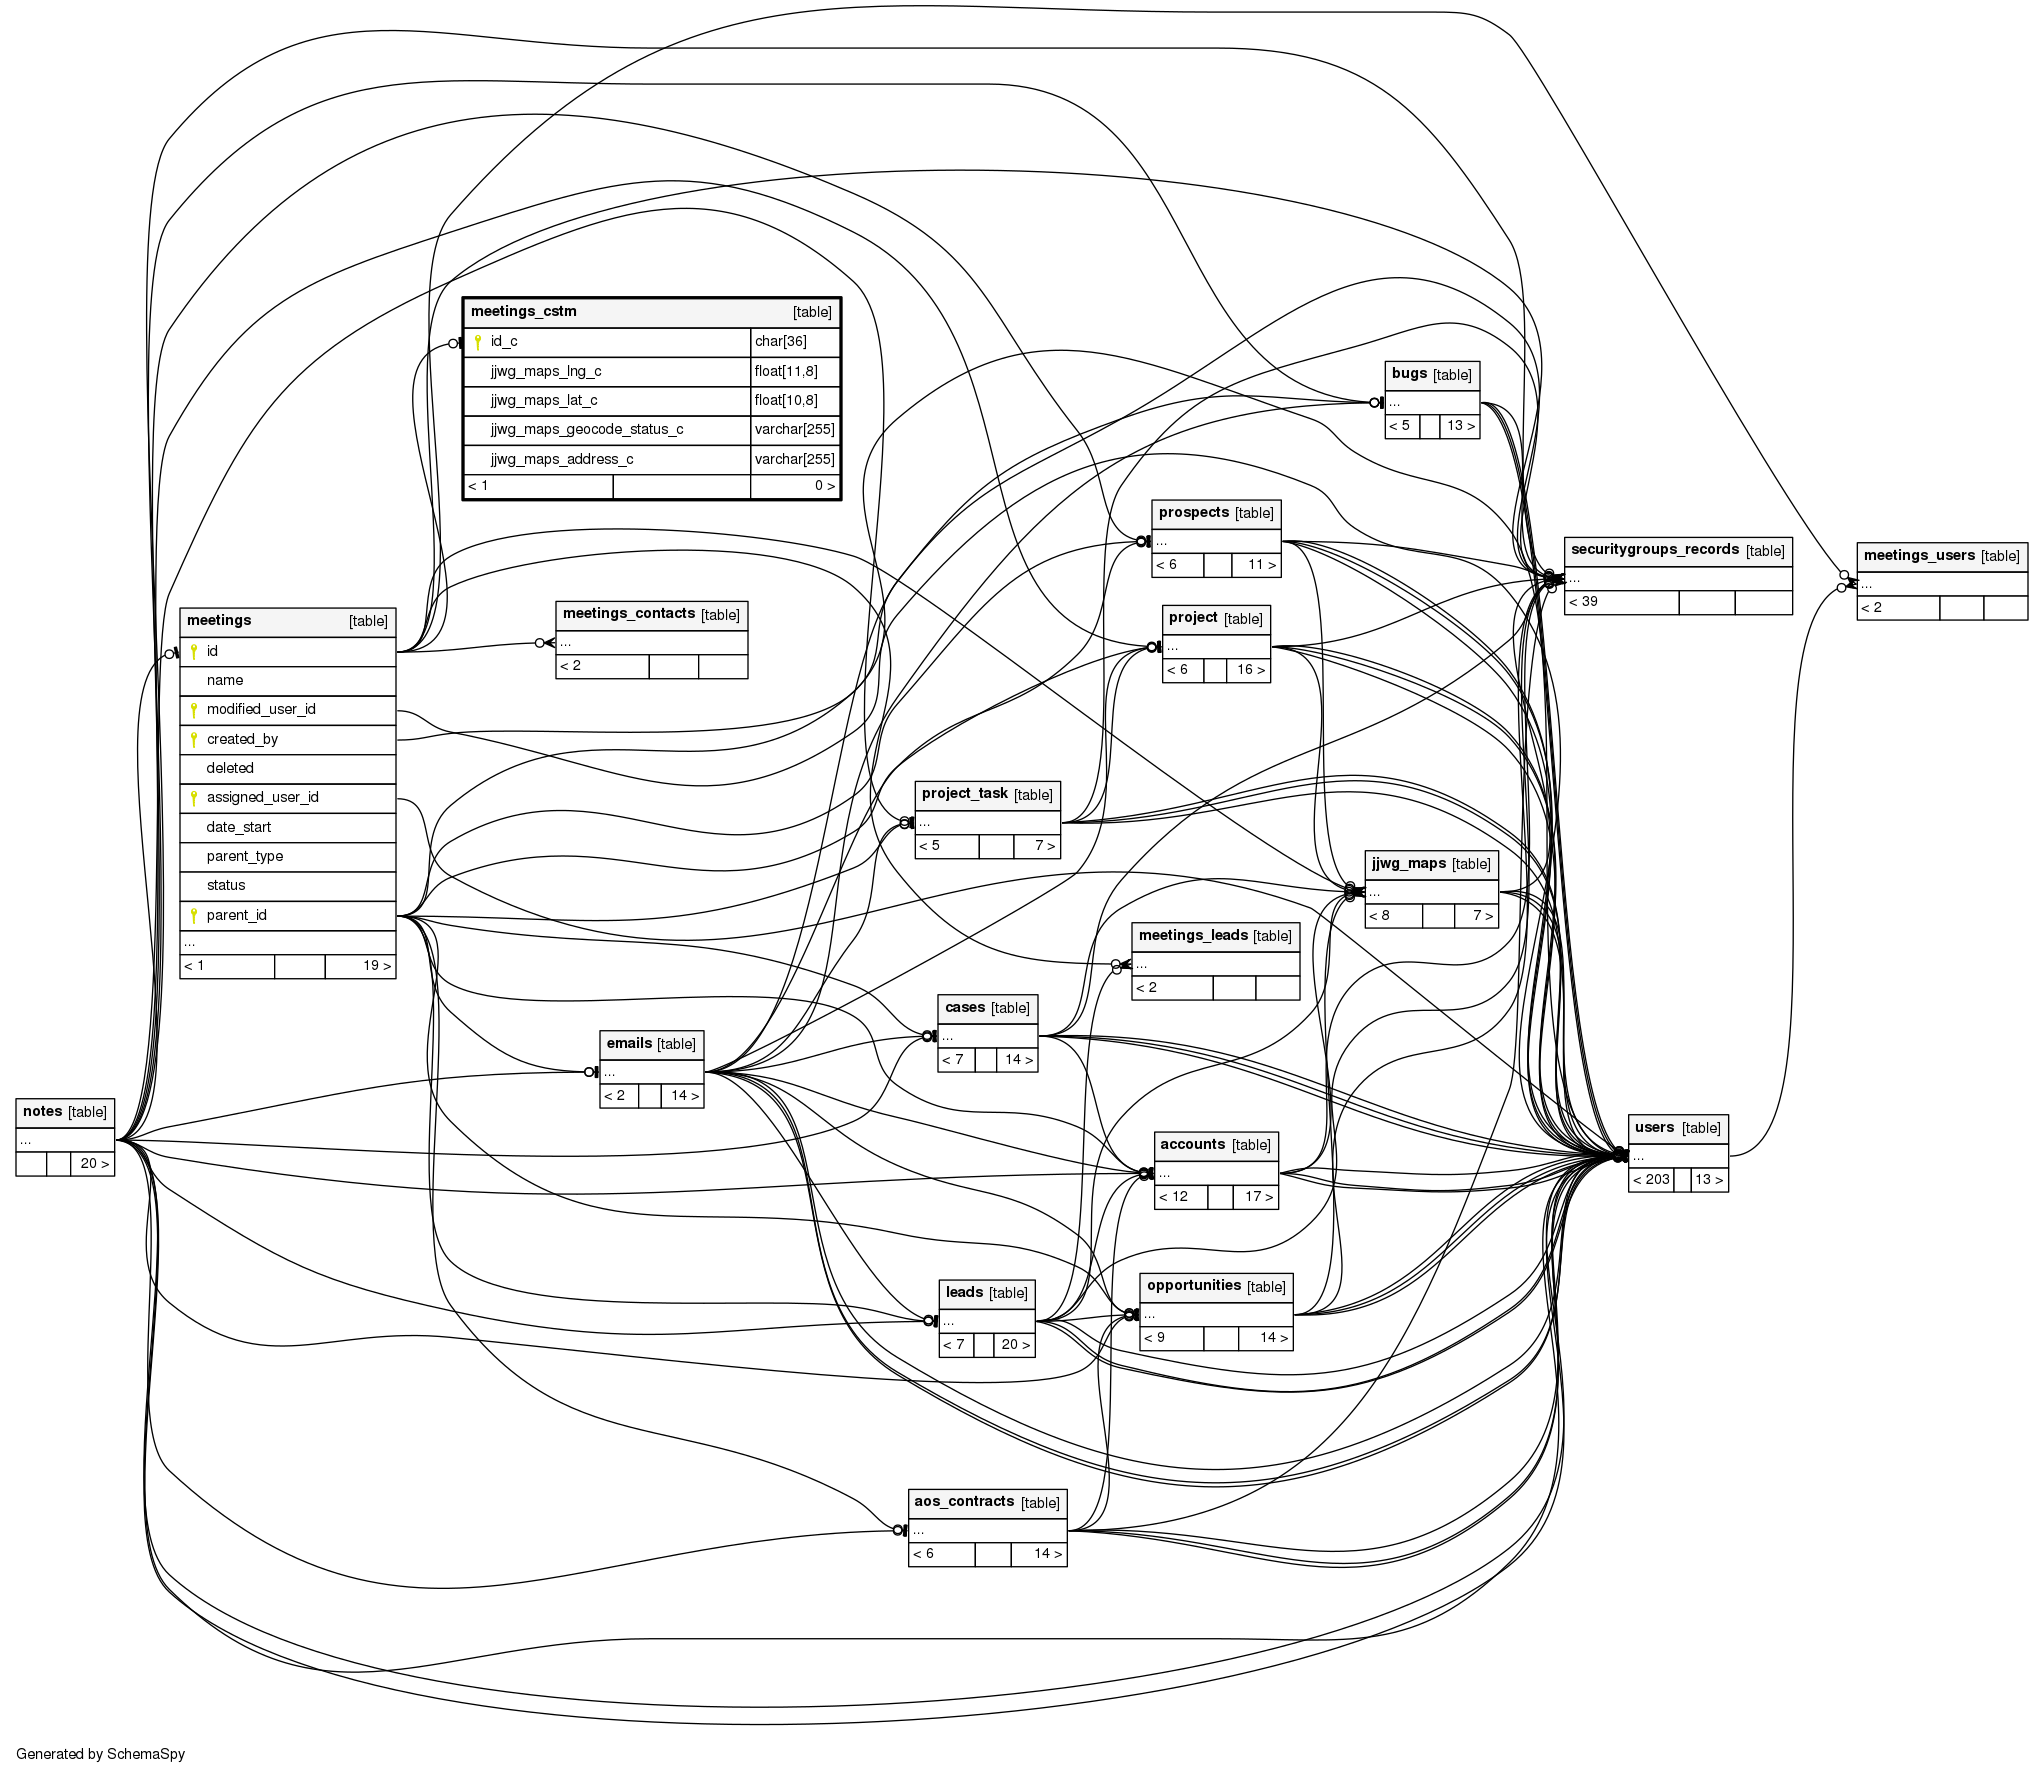 meetings_cstm [table]
id_c char[36]
jjwg_maps_lng_c float[11,8]
jjwg_maps_lat_c float[10,8]
jjwg_maps_geocode_status_c varchar[255]
jjwg_maps_address_c varchar[255]
< 1 0 >
bugs [table]
...
< 5 13 >
prospects [table]
...
< 6 11 >
securitygroups_records [table]
...
< 39
meetings_users [table]
...
< 2
meetings [table]
id
name
modified_user_id
created_by
deleted
assigned_user_id
date_start
parent_type
status
parent_id
...
< 1 19 >
meetings_contacts [table]
...
< 2
project [table]
...
< 6 16 >
project_task [table]
...
< 5 7 >
jjwg_maps [table]
...
< 8 7 >
meetings_leads [table]
...
< 2
cases [table]
...
< 7 14 >
emails [table]
...
< 2 14 >
notes [table]
...
20 >
accounts [table]
...
< 12 17 >
users [table]
...
< 203 13 >
leads [table]
...
< 7 20 >
opportunities [table]
...
< 9 14 >
aos_contracts [table]
...
< 6 14 >
Generated by SchemaSpy